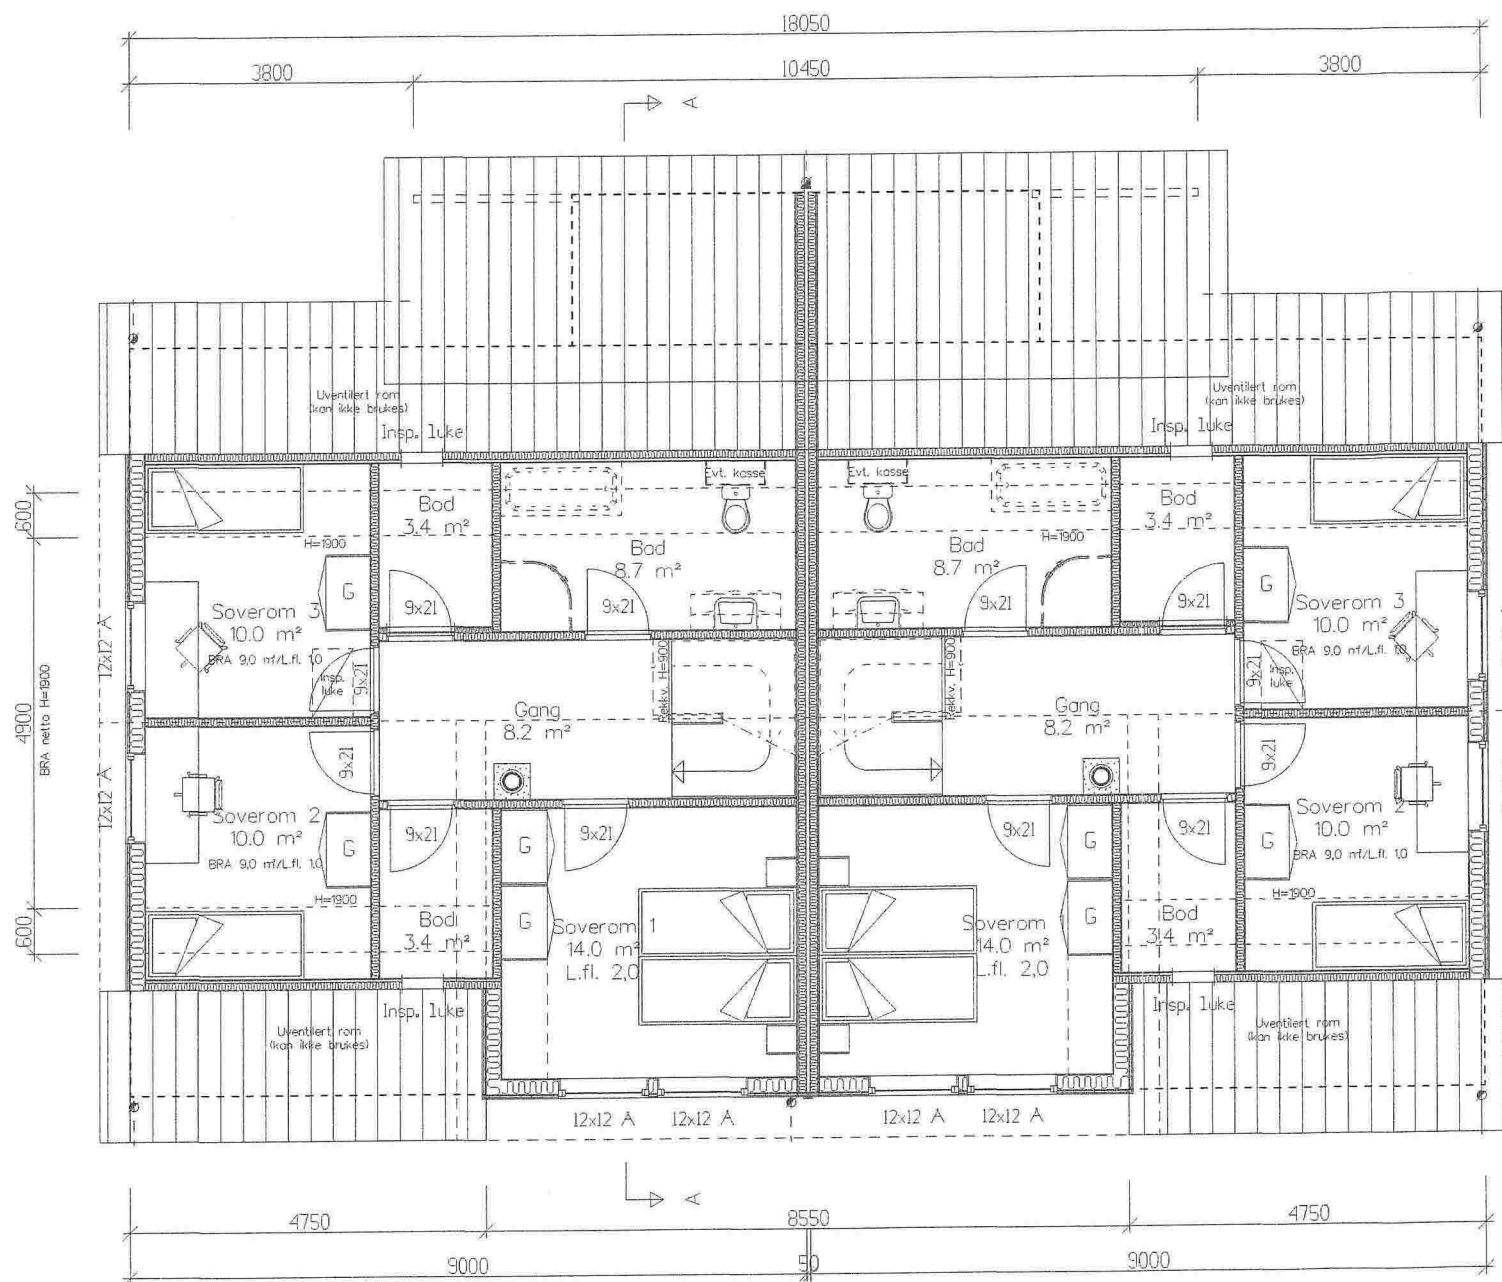 18050
3800
10450
3800
A
Uventilert rom
(kan ikke brukes)
Insp. luke
Uventilert rom
(kan ikke brukes)
Insp. luke
600
4900
600
BRA netto H=1900
12x12 A
12x12 A
H=1900
Soverom 3
10.0 m²
BRA 9,0 m²/L.fl. 1,0
G
9x21
Insp.
luke
Bod
3.4 m²
9x21
Evt. kasse
Bad
8.7 m²
9x21
Evt. kasse
Bad
8.7 m²
H=1900
9x21
Bod
3.4 m²
9x21
G
Soverom 3
10.0 m²
BRA 9,0 m²/L.fl. 1,0
9x21
Insp.
luke
Gang
8.2 m²
Rekkv. H=900
Rekkv. H=900
Gang
8.2 m²
9x21
Soverom 2
10.0 m²
BRA 9,0 m²/L.fl. 1,0
G
H=1900
9x21
Bod
3.4 m²
Insp. luke
G
G
9x21
Soverom 1
14.0 m²
L.fl. 2,0
Soverom
14.0 m²
L.fl. 2,0
9x21
G
G
9x21
Bod
3.4 m²
Insp. luke
9x21
G
Soverom 2
10.0 m²
BRA 9,0 m²/L.fl. 1,0
H=1900
Uventilert rom
(kan ikke brukes)
Uventilert rom
(kan ikke brukes)
12x12 A
12x12 A
12x12 A
12x12 A
A
4750
8550
4750
9000
50
9000